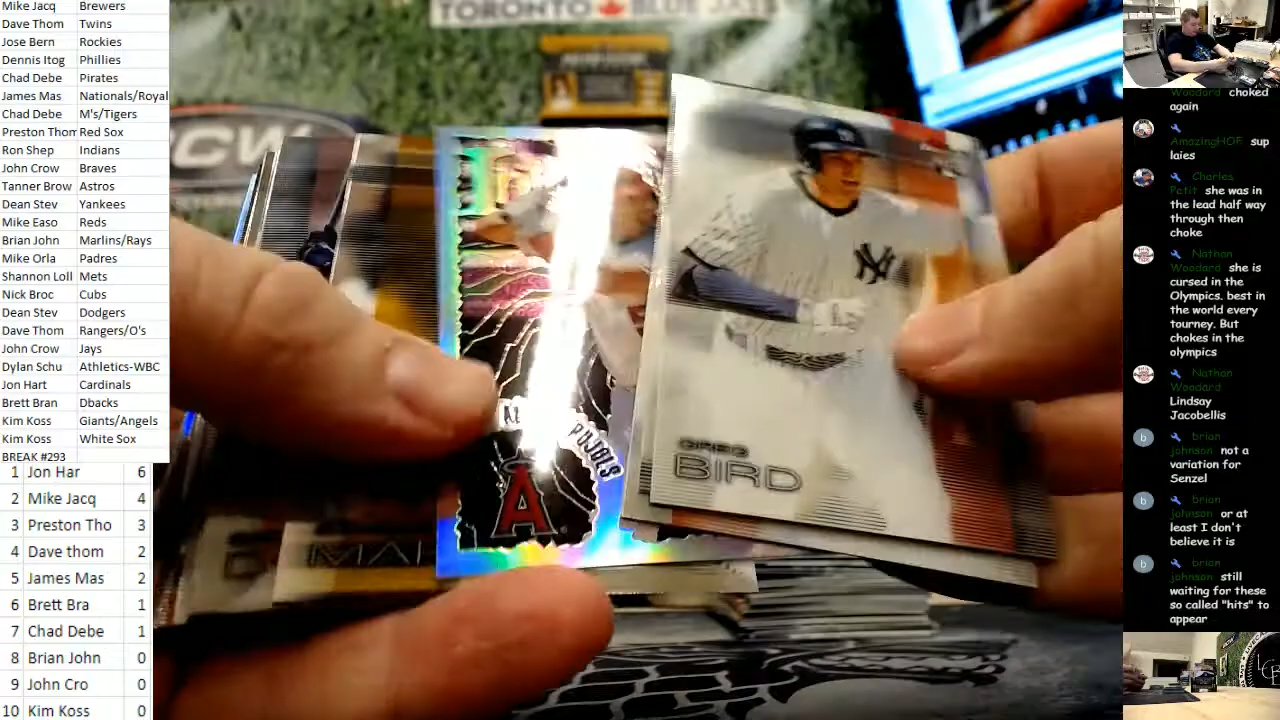 Mike Jacq Brewers
Dave Thom Twins
Jose Bern Rockies
Dennis Itog Phillies
Chad Debe Pirates
James Mas Nationals/Royal
Chad Debe M's/Tigers
Preston Thom Red Sox
Ron Shep Indians
John Crow Braves
Tanner Brow Astros
Dean Stev Yankees
Mike Easo Reds
Brian John Marlins/Rays
Mike Orla Padres
Shannon Loll Mets
Nick Broc Cubs
Dean Stev Dodgers
Dave Thom Rangers/O's
John Crow Jays
Dylan Schu Athletics-WBC
Jon Hart Cardinals
Brett Bran Dbacks
Kim Koss Giants/Angels
Kim Koss White Sox
BREAK #293
1 Jon Har 6
2 Mike Jacq 4
3 Preston Tho 3
4 Dave thom 2
5 James Mas 2
6 Brett Bra 1
7 Chad Debe 1
8 Brian John 0
9 John Cro 0
10 Kim Koss 0
TORONTO BLUE JAYS
CW
PUJOLS
A
MA
NY
GREG
BIRD
Woodard choked
again
AmazingHOF sup
laies
Charles
Petit she was in
the lead half way
through then
choke
Nathan
Woodard she is
cursed in the
Olympics. best in
the world every
tourney. But
chokes in the
olympics
Nathan
Woodard
Lindsay
Jacobellis
b brian
johnson not a
variation for
Senzel
b brian
johnson or at
least I don't
believe it is
b brian
johnson still
waiting for these
so called "hits" to
appear